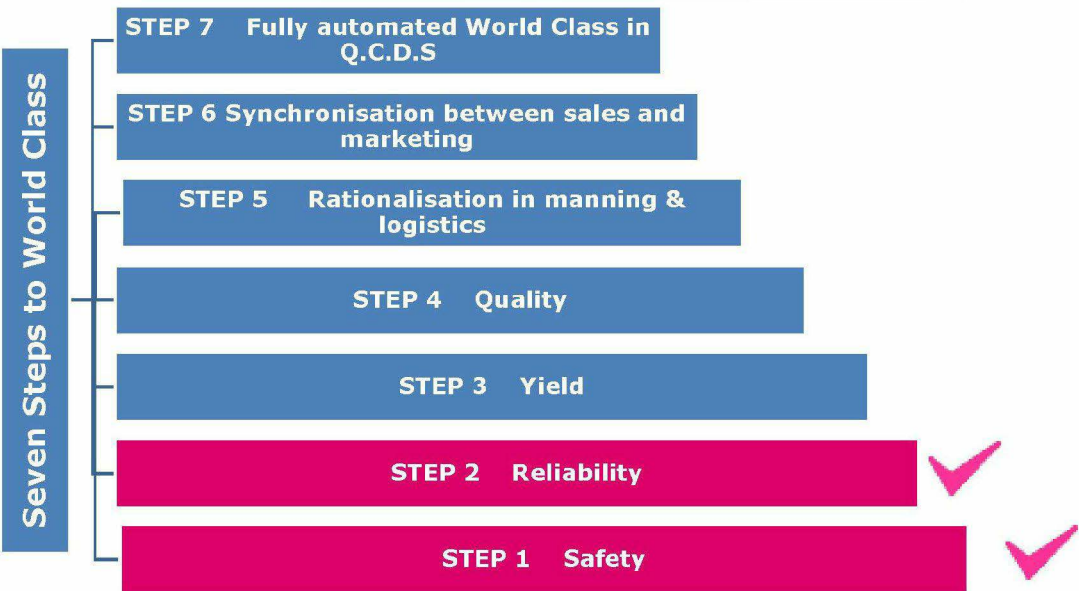 Seven Steps to World Class
STEP 7 Fully automated World Class in
Q.C.D.S
STEP 6 Synchronisation between sales and
marketing
STEP 5 Rationalisation in manning &
logistics
STEP 4 Quality
STEP 3 Yield
STEP 2 Reliability
STEP 1 Safety